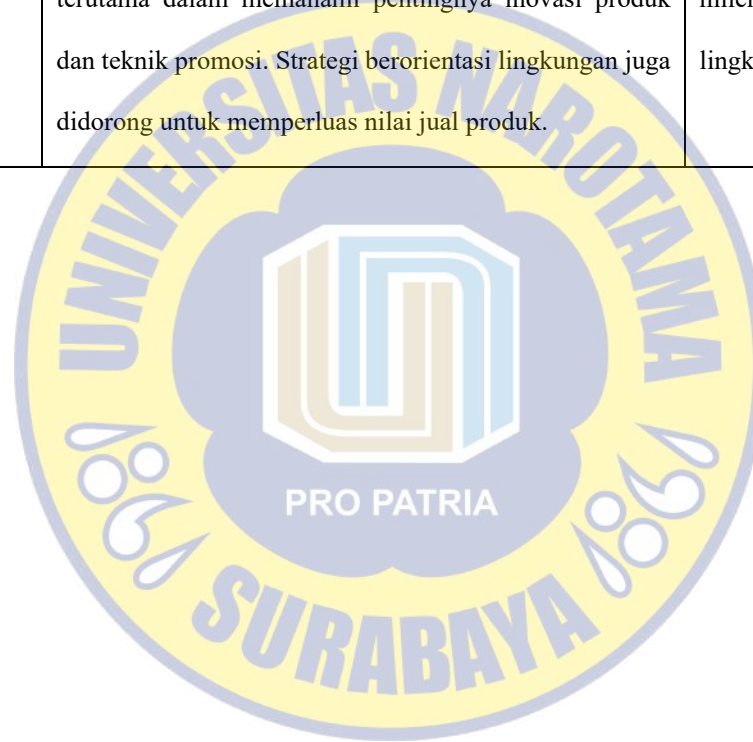 terutama dalam memahami pentingnya inovasi produk
dan teknik promosi. Strategi berorientasi lingkungan juga
lingk
didorong untuk memperluas nilai jual produk.
UNIVERSITAS NAROTAMA
PRO PATRIA
SURABAYA